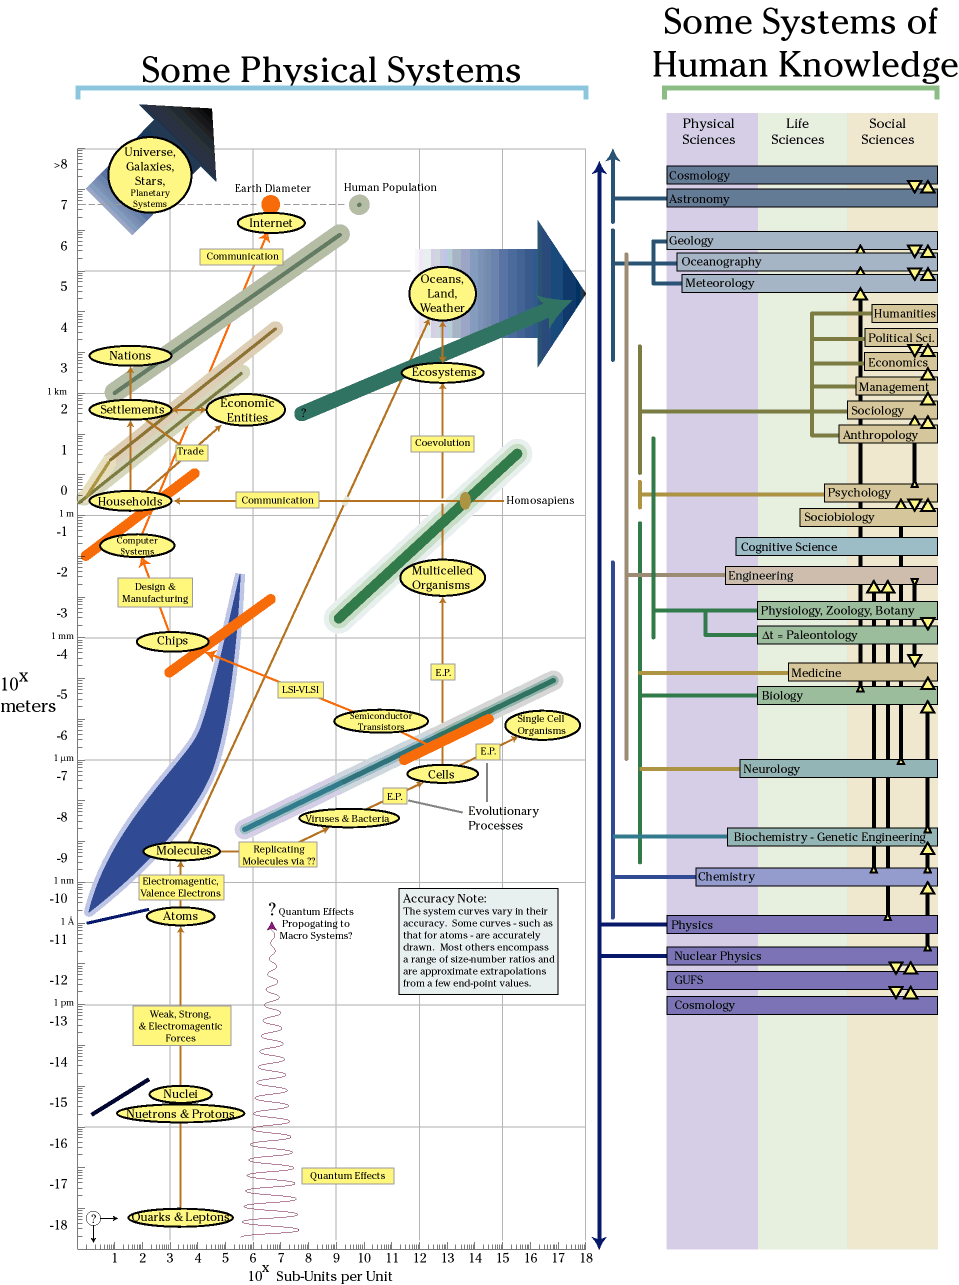 Some Systems of
Human Knowledge
Some Physical Systems
Physical
Sciences
Life
Sciences
Social
Sciences
>8
7
6
5
4
3
1 km
2
1
0
1 m
-1
-2
-3
1 mm
-4
-5
-6
1 µm
-7
-8
-9
1 nm
-10
1 Å
-11
-12
1 pm
-13
-14
-15
-16
-17
-18
10x
meters
Universe,
Galaxies,
Stars,
Planetary
Systems
Earth Diameter
Human Population
Internet
Communication
Oceans,
Land,
Weather
Nations
Ecosystems
Settlements
Economic
Entities
?
Trade
Coevolution
Households
Communication
Homosapiens
Computer
Systems
Multicelled
Organisms
Design &
Manufacturing
Chips
E.P.
LSI-VLSI
Semiconductor
Transistors
Single Cell
Organisms
E.P.
Cells
E.P.
Evolutionary
Processes
Viruses & Bacteria
Molecules
Replicating
Molecules via ??
Electromagnetic,
Valence Electrons
Atoms
? Quantum Effects
Propogating to
Macro Systems?
Accuracy Note:
The system curves vary in their
accuracy. Some curves - such as
that for atoms - are accurately
drawn. Most others encompass
a range of size-number ratios and
are approximate extrapolations
from a few end-point values.
Weak, Strong,
& Electromagentic
Forces
Nuclei
Nuetrons & Protons
Quantum Effects
?
Quarks & Leptons
1 2 3 4 5 6 7 8 9 10 11 12 13 14 15 16 17 18
10x Sub-Units per Unit
Cosmology
Astronomy
Geology
Oceanography
Meteorology
Humanities
Political Sci.
Economics
Management
Sociology
Anthropology
Psychology
Sociobiology
Cognitive Science
Engineering
Physiology, Zoology, Botany
Δt = Paleontology
Medicine
Biology
Neurology
Biochemistry - Genetic Engineering
Chemistry
Physics
Nuclear Physics
GUFS
Cosmology